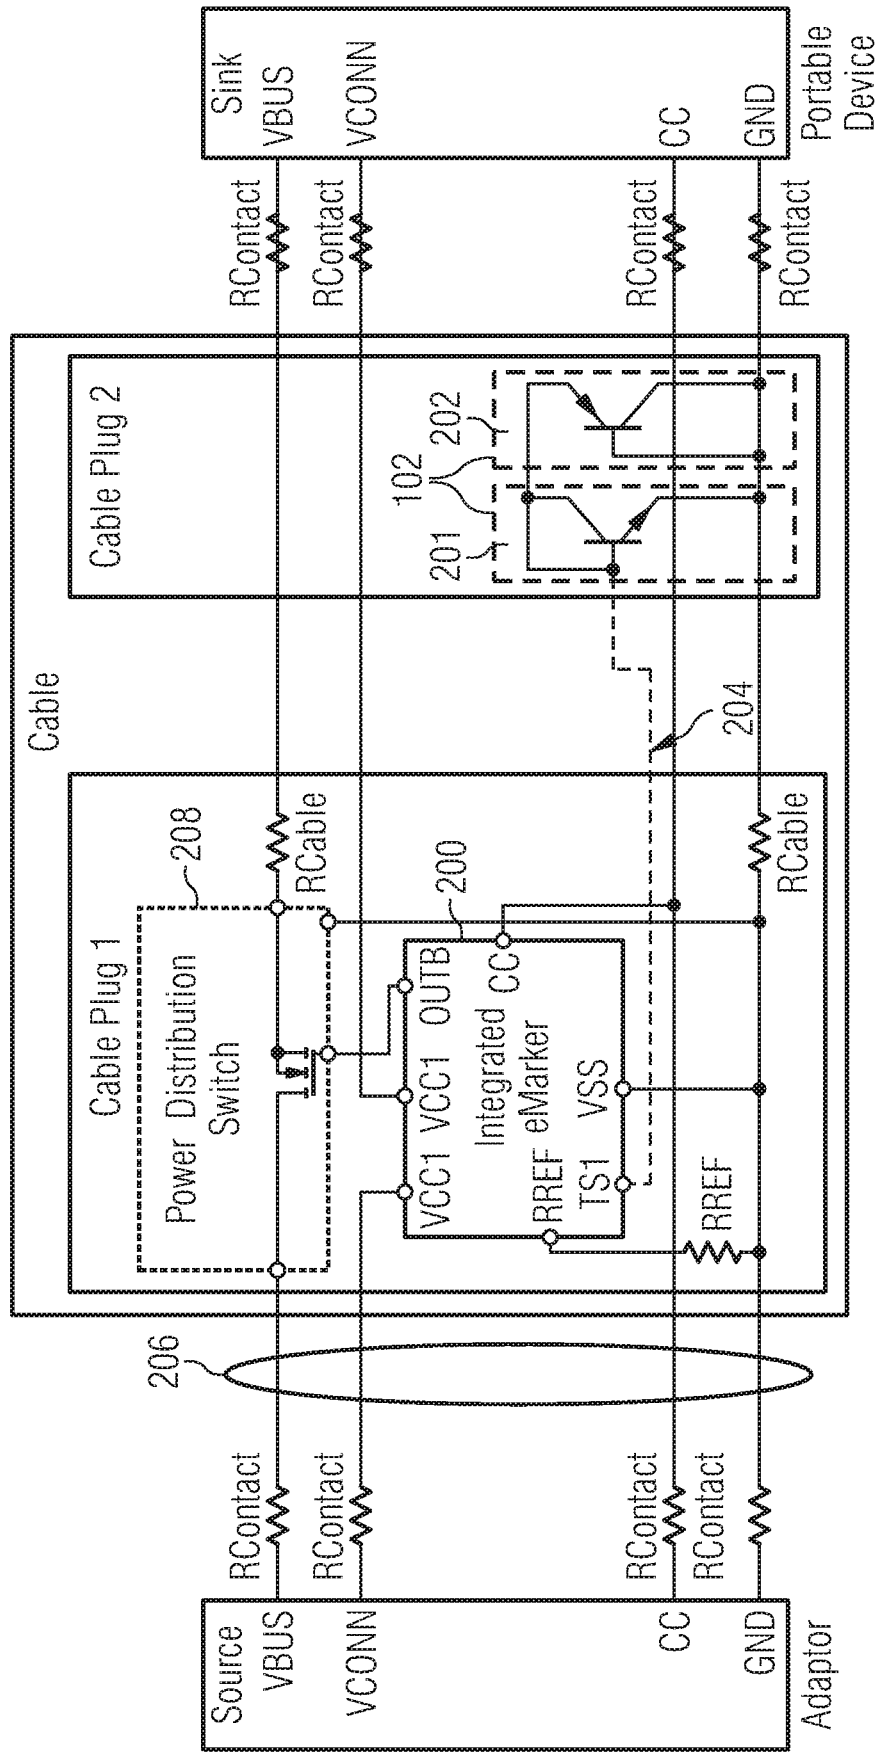 Source
VBUS
VCONN
CC
GND
Adaptor
RContact
RContact
RContact
RContact
206
Cable
Cable Plug 1
Power Distribution
Switch
208
RCable
VCC1
VCC1
OUTB
200
Integrated
eMarker
CC
RREF
TS1
VSS
RREF
RCable
204
Cable Plug 2
102
201
202
RContact
RContact
RContact
RContact
Sink
VBUS
VCONN
CC
GND
Portable
Device